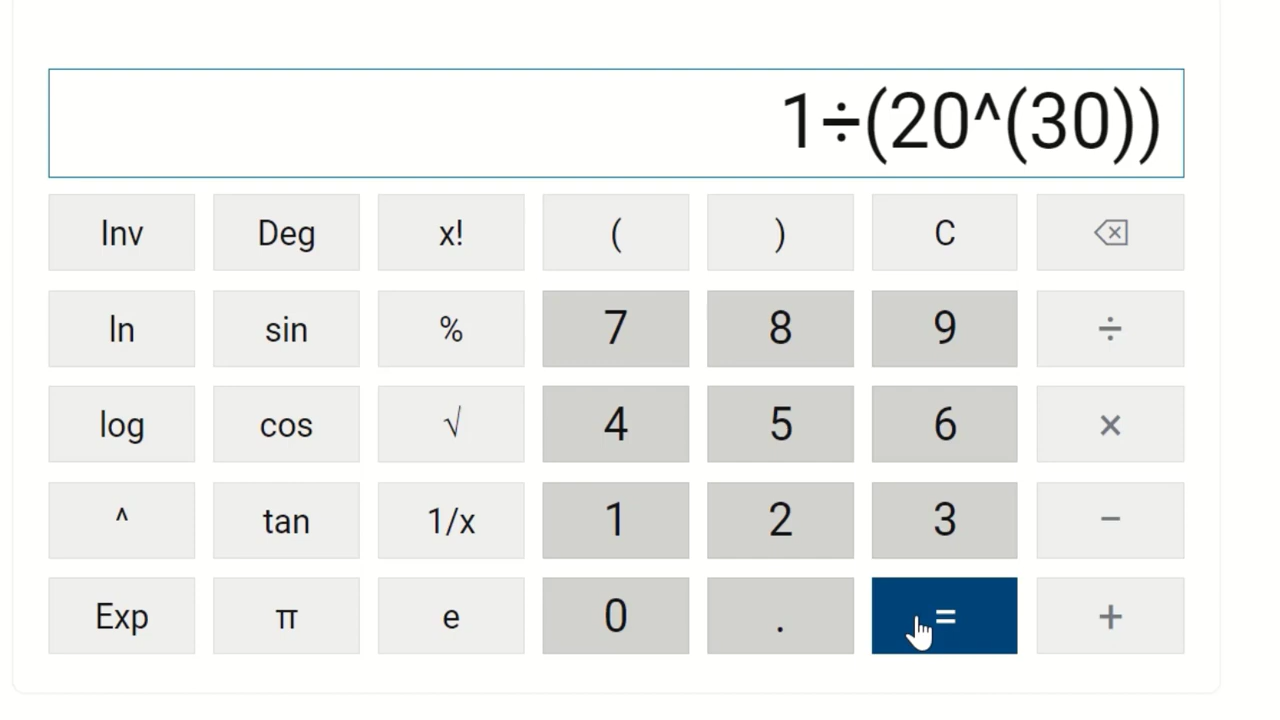 1÷(20^(30))
Inv Deg x! ( ) C
ln sin % 7 8 9 ÷
log cos √ 4 5 6 ×
^ tan 1/x 1 2 3 −
Exp π e 0 . = +